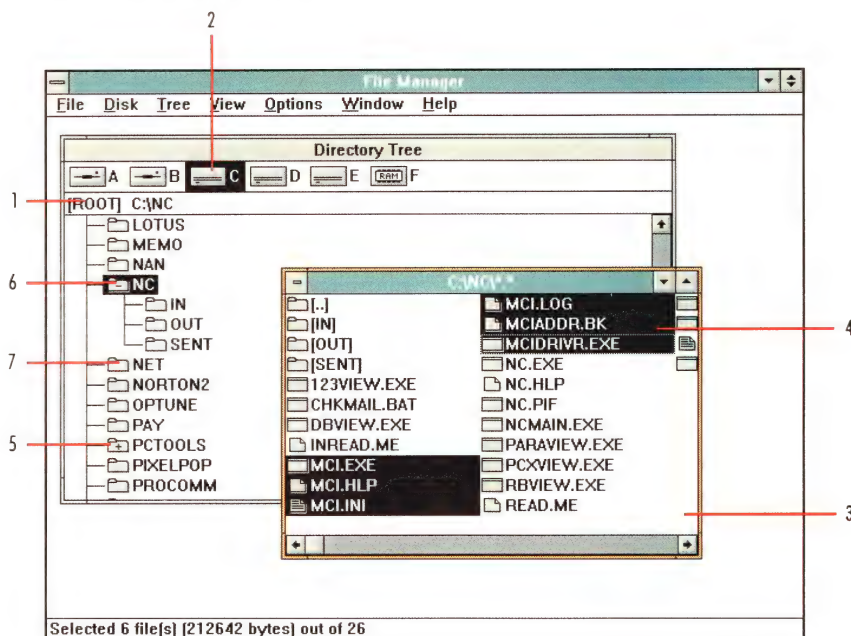 2
File Manager
File Disk Tree View Options Window Help
Directory Tree
A B C D E RAM F
1
[ROOT] C:\NC
LOTUS
MEMO
NAN
6
NC
IN
OUT
SENT
7
NET
NORTON2
OPTUNE
PAY
5
PCTOOLS
PIXELPOP
PROCOMM
C:\NC\*.*
[..]
[IN]
[OUT]
[SENT]
123VIEW.EXE
CHKMAIL.BAT
DBVIEW.EXE
INREAD.ME
MCI.EXE
MCI.HLP
MCI.INI
MCI.LOG
MCIADDR.BK
4
MCIDRIVR.EXE
NC.EXE
NC.HLP
NC.PIF
NCMAIN.EXE
PARAVIEW.EXE
PCXVIEW.EXE
RBVIEW.EXE
READ.ME
3
Selected 6 file(s) (212642 bytes) out of 26